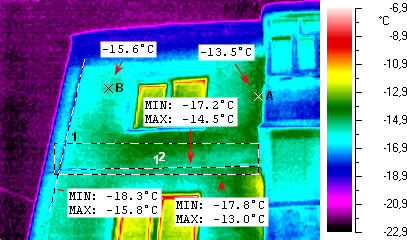 -15.6°C
-13.5°C
B
A
MIN: -17.2°C
MAX: -14.5°C
1
12
MIN: -18.3°C
MAX: -15.8°C
MIN: -17.8°C
MAX: -13.0°C
°C
-6.9
-8.9
-10.9
-12.9
-14.9
-16.9
-18.9
-20.9
-22.9